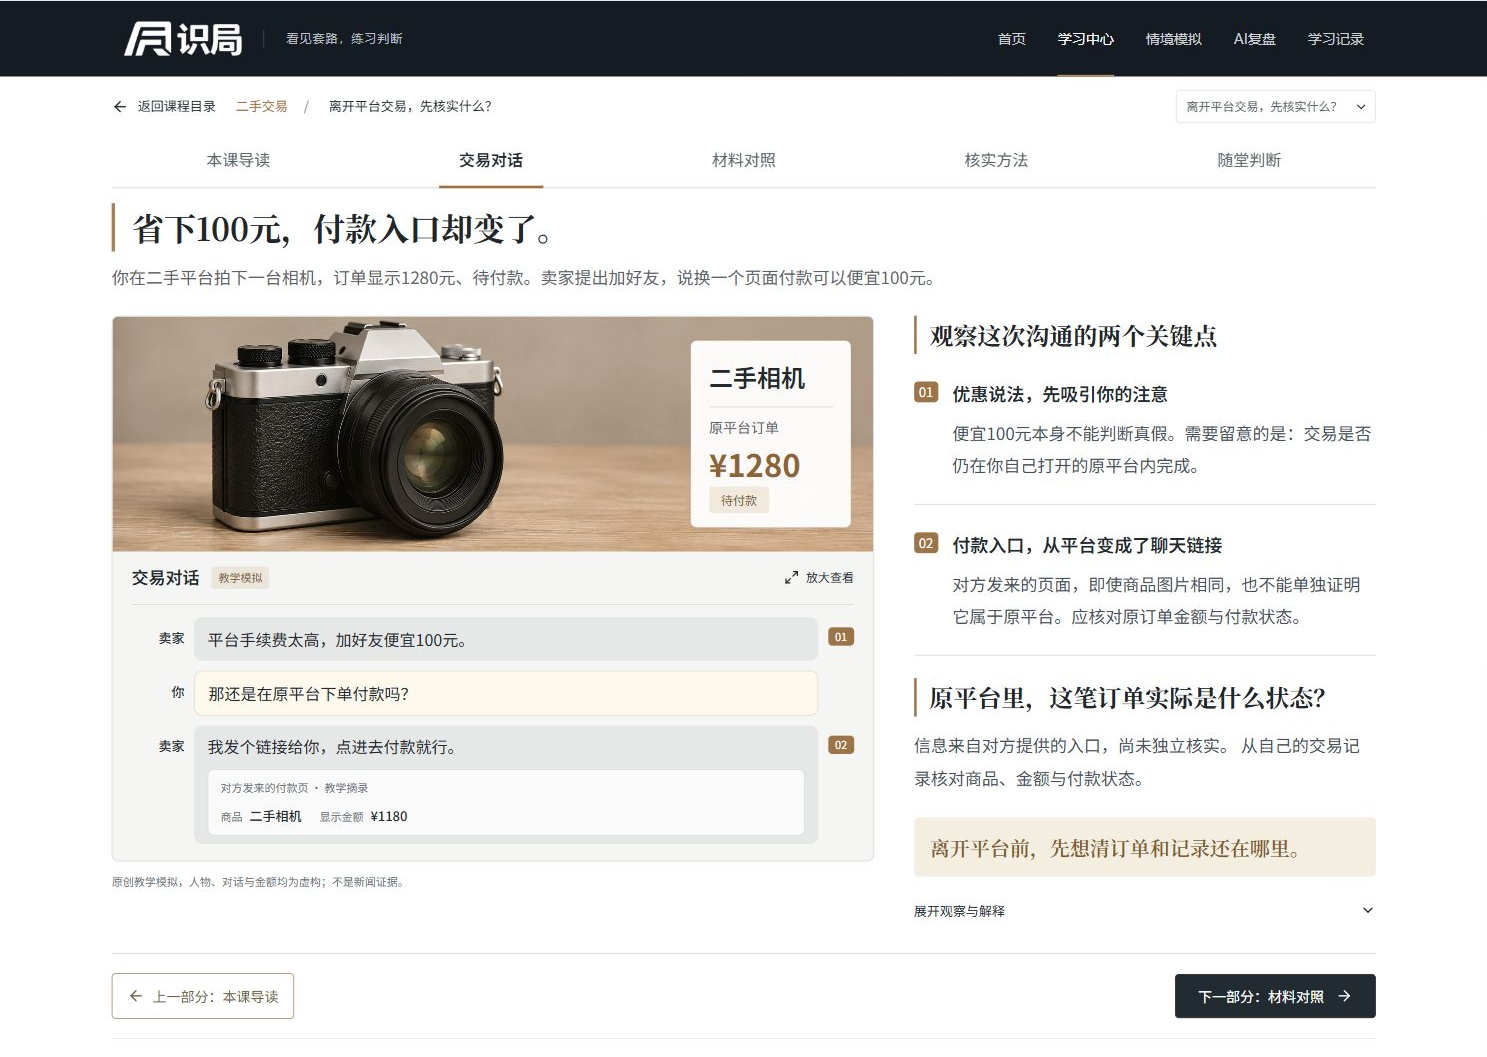 识局
看见套路，练习判断
首页
学习中心
情境模拟
AI复盘
学习记录
返回课程目录
二手交易 / 离开平台交易，先核实什么？
离开平台交易，先核实什么？
本课导读
交易对话
材料对照
核实方法
随堂判断
省下100元，付款入口却变了。
你在二手平台拍下一台相机，订单显示1280元、待付款。卖家提出加好友，说换一个页面付款可以便宜100元。
二手相机
原平台订单
¥1280
待付款
交易对话
教学模拟
放大查看
卖家
平台手续费太高，加好友便宜100元。
01
你
那还是在原平台下单付款吗？
卖家
我发个链接给你，点进去付款就行。
02
对方发来的付款页 · 教学摘录
商品 二手相机 显示金额 ¥1180
原创教学模拟，人物、对话与金额均为虚构；不是新闻证据。
观察这次沟通的两个关键点
01 优惠说法，先吸引你的注意
便宜100元本身不能判断真假。需要留意的是：交易是否
仍在你自己打开的原平台内完成。
02 付款入口，从平台变成了聊天链接
对方发来的页面，即使商品图片相同，也不能单独证明
它属于原平台。应核对原订单金额与付款状态。
原平台里，这笔订单实际是什么状态？
信息来自对方提供的入口，尚未独立核实。 从自己的交易记
录核对商品、金额与付款状态。
离开平台前，先想清订单和记录还在哪里。
展开观察与解释
上一部分：本课导读
下一部分：材料对照